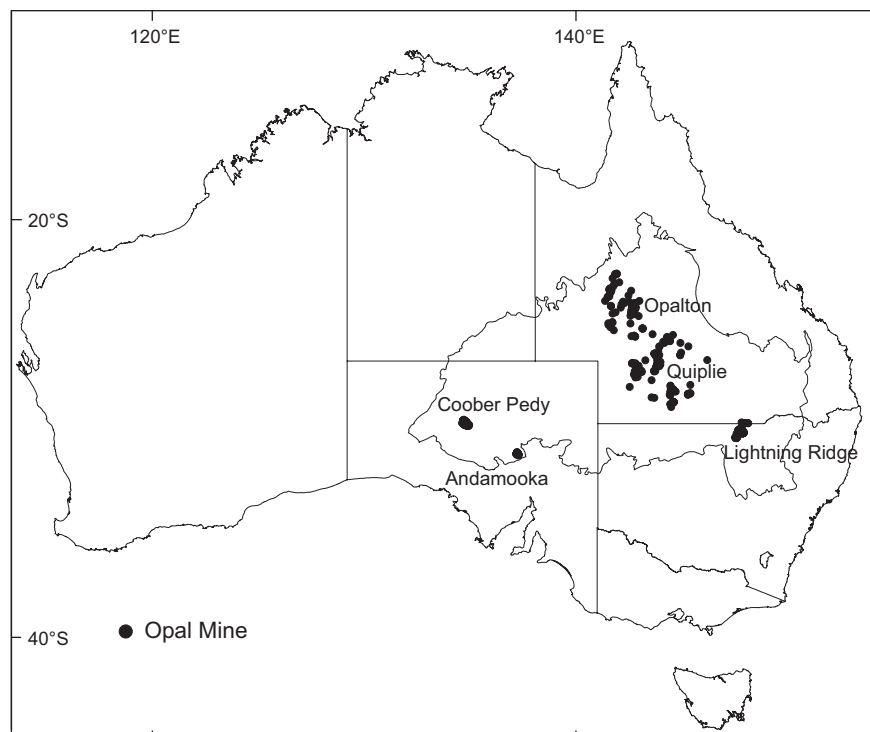 120°E
140°E
20°S
Opalton
Quiplie
Coober Pedy
Lightning Ridge
Andamooka
Opal Mine
40°S